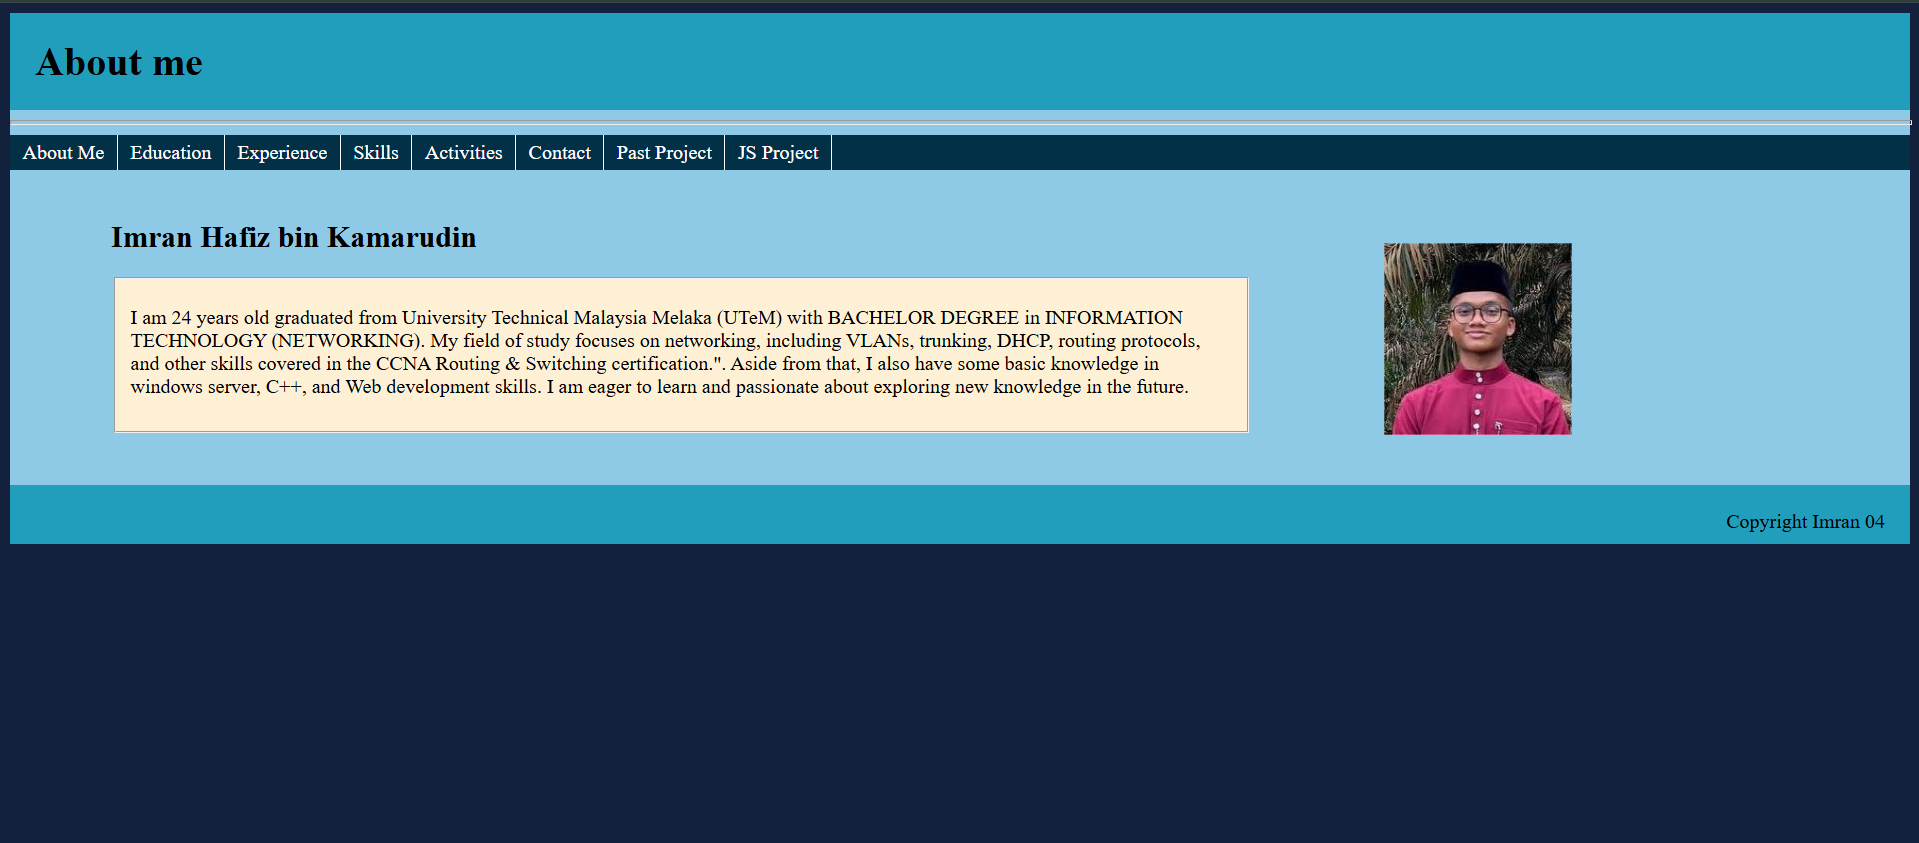 About me
About Me Education Experience Skills Activities Contact Past Project JS Project
Imran Hafiz bin Kamarudin
I am 24 years old graduated from University Technical Malaysia Melaka (UTeM) with BACHELOR DEGREE in INFORMATION
TECHNOLOGY (NETWORKING). My field of study focuses on networking, including VLANs, trunking, DHCP, routing protocols,
and other skills covered in the CCNA Routing & Switching certification.". Aside from that, I also have some basic knowledge in
windows server, C++, and Web development skills. I am eager to learn and passionate about exploring new knowledge in the future.
Copyright Imran 04